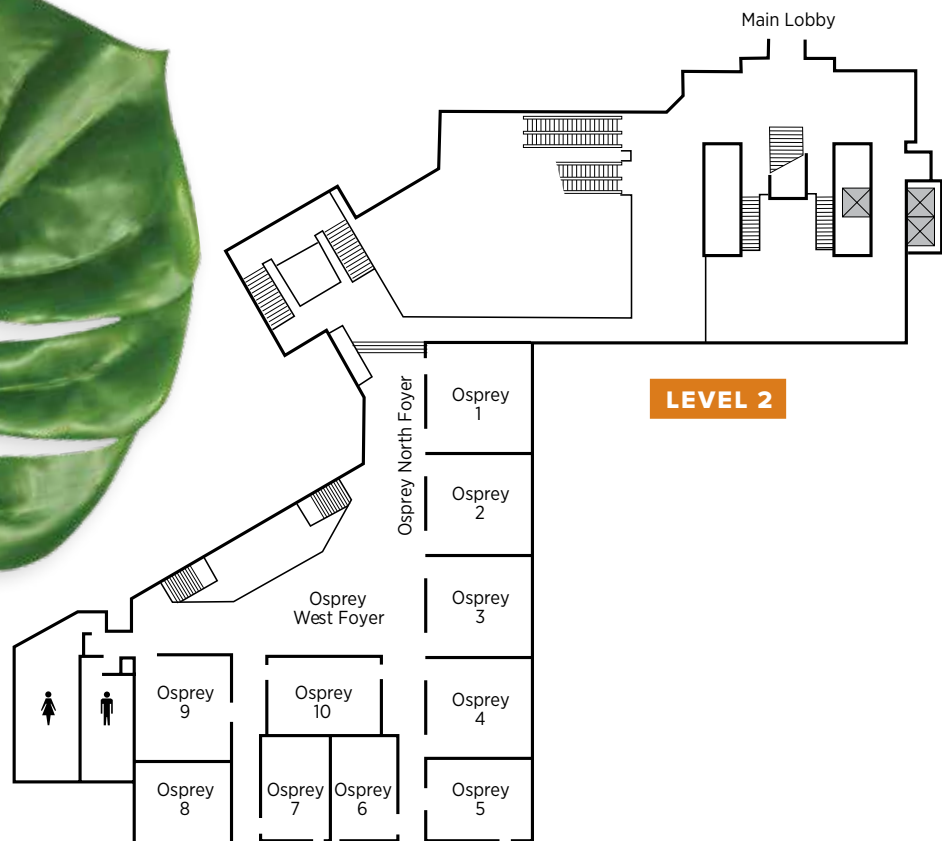 Main Lobby
LEVEL 2
Osprey North Foyer
Osprey
1
Osprey
2
Osprey
3
Osprey
West Foyer
Osprey
4
Osprey
9
Osprey
10
Osprey
8
Osprey
7
Osprey
6
Osprey
5